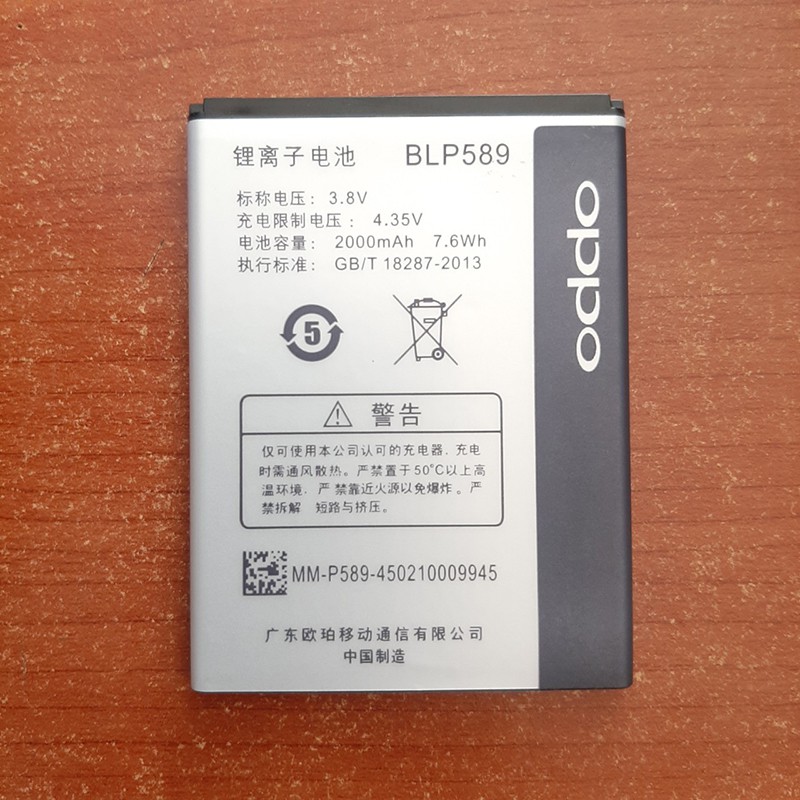 锂离子电池 BLP589
标称电压：3.8V
充电限制电压：4.35V
电池容量：2000mAh 7.6Wh
执行标准：GB/T 18287-2013
oppo
5
警告
仅可使用本公司认可的充电器，充电
时需通风散热。严禁置于50℃以上高
温环境，严禁靠近火源以免爆炸。严
禁拆解 短路与挤压。
MM-P589-450210009945
广东欧珀移动通信有限公司
中国制造